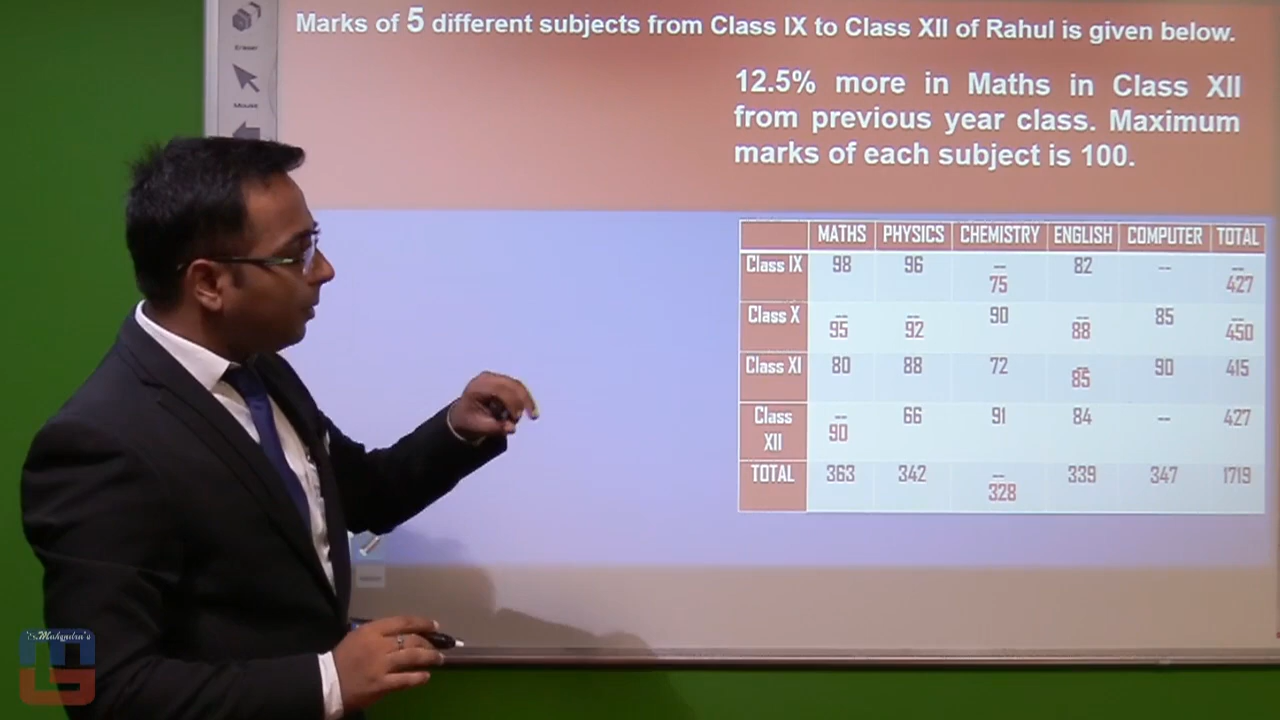 Marks of 5 different subjects from Class IX to Class XII of Rahul is given below.
12.5% more in Maths in Class XII
from previous year class. Maximum
marks of each subject is 100.
Eraser
Mouse
MATHS PHYSICS CHEMISTRY ENGLISH COMPUTER TOTAL
Class IX 98 96 -- 82 -- --
75 427
Class X -- -- 90 -- 85 --
95 92 88 450
Class XI 80 88 72 -- 90 415
85
Class -- 66 91 84 -- 427
XII 90
TOTAL 363 342 -- 339 347 1719
328
Mahendra's